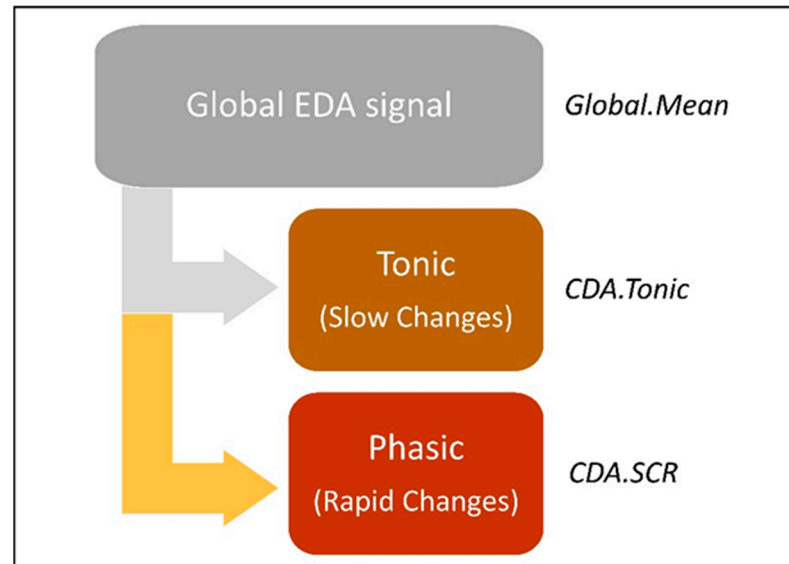 Global EDA signal
Global.Mean
Tonic
(Slow Changes)
CDA.Tonic
Phasic
(Rapid Changes)
CDA.SCR